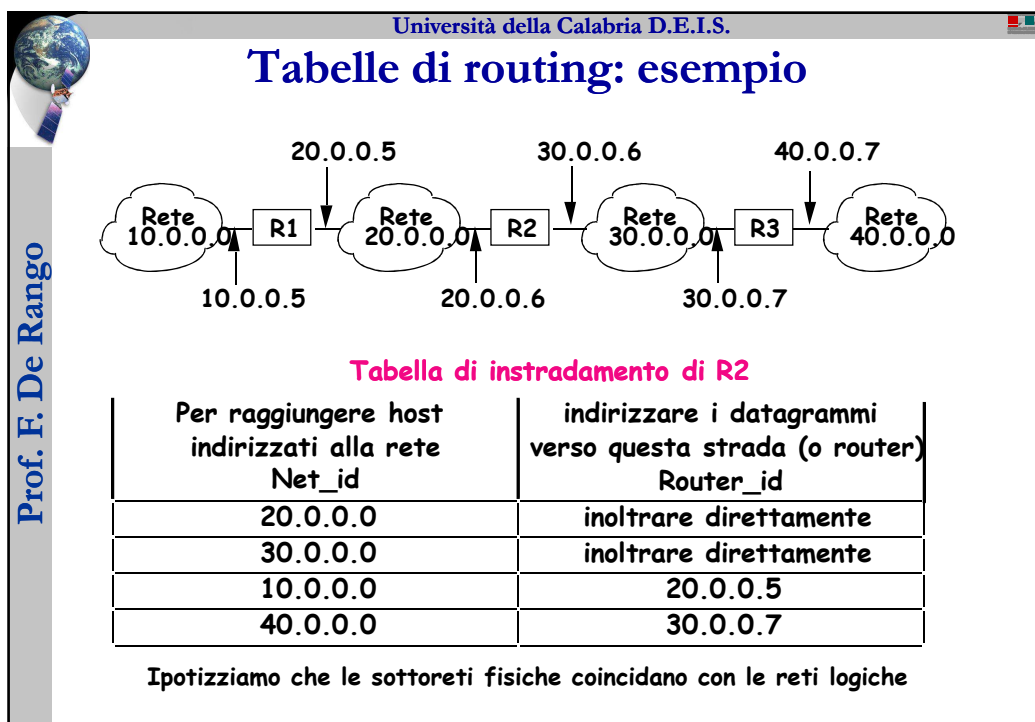 Università della Calabria D.E.I.S.
Tabelle di routing: esempio
Prof. F. De Rango
20.0.0.5
30.0.0.6
40.0.0.7
Rete
10.0.0.0
R1
Rete
20.0.0.0
R2
Rete
30.0.0.0
R3
Rete
40.0.0.0
10.0.0.5
20.0.0.6
30.0.0.7
Tabella di instradamento di R2
Per raggiungere host
indirizzati alla rete
Net_id
indirizzare i datagrammi
verso questa strada (o router)
Router_id
20.0.0.0
inoltrare direttamente
30.0.0.0
inoltrare direttamente
10.0.0.0
20.0.0.5
40.0.0.0
30.0.0.7
Ipotizziamo che le sottoreti fisiche coincidano con le reti logiche